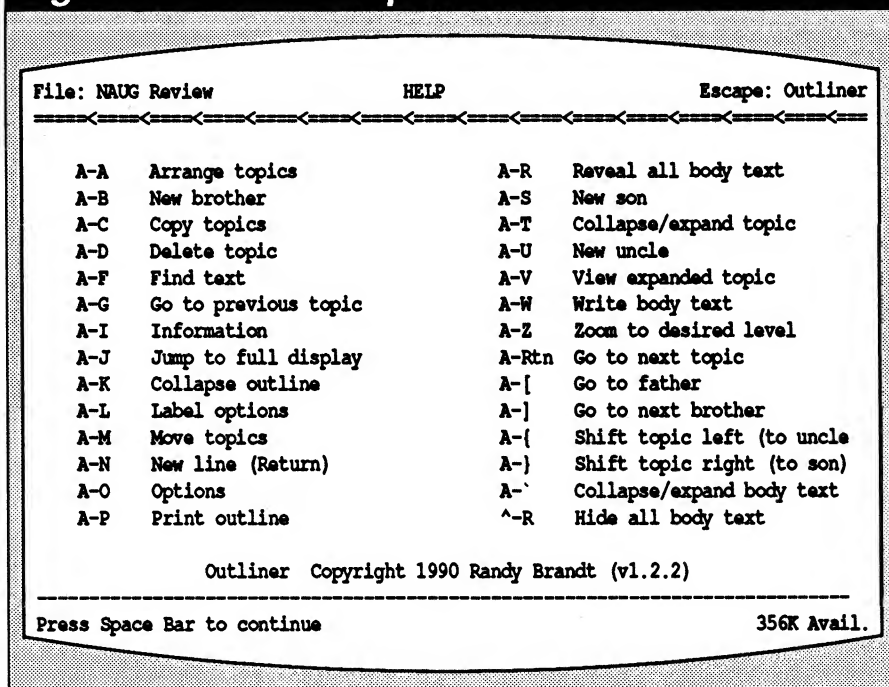 File: NAUG Review HELP Escape: Outliner
=====<====<====<====<====<====<====<====<====<====<====<====<====<====<====<===
A-A Arrange topics A-R Reveal all body text
A-B New brother A-S New son
A-C Copy topics A-T Collapse/expand topic
A-D Delete topic A-U New uncle
A-F Find text A-V View expanded topic
A-G Go to previous topic A-W Write body text
A-I Information A-Z Zoom to desired level
A-J Jump to full display A-Rtn Go to next topic
A-K Collapse outline A-[ Go to father
A-L Label options A-] Go to next brother
A-M Move topics A-{ Shift topic left (to uncle
A-N New line (Return) A-} Shift topic right (to son)
A-O Options A-` Collapse/expand body text
A-P Print outline ^-R Hide all body text
Outliner Copyright 1990 Randy Brandt (v1.2.2)
Press Space Bar to continue 356K Avail.